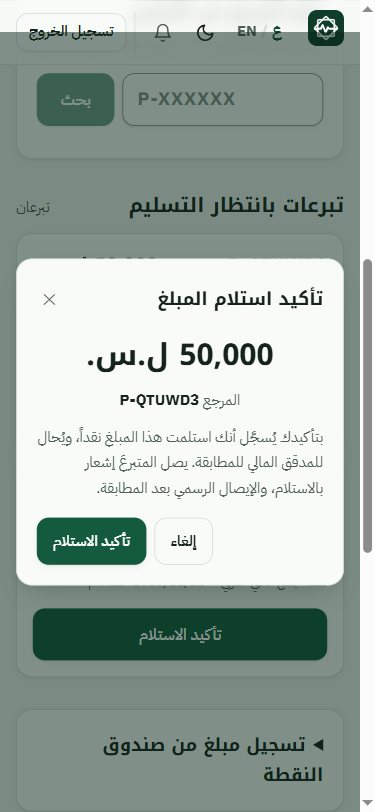 ع / EN
تسجيل الخروج
P-XXXXXX
بحث
تبرعات بانتظار التسليم
تبرعان
تأكيد استلام المبلغ
50,000 ل.س.
المرجع P-QTUWD3
بتأكيدك يُسجَّل أنك استلمت هذا المبلغ نقداً، ويُحال
للمدقق المالي للمطابقة. يصل المتبرعَ إشعار
بالاستلام، والإيصال الرسمي بعد المطابقة.
إلغاء
تأكيد الاستلام
تأكيد الاستلام
تسجيل مبلغ من صندوق
النقطة